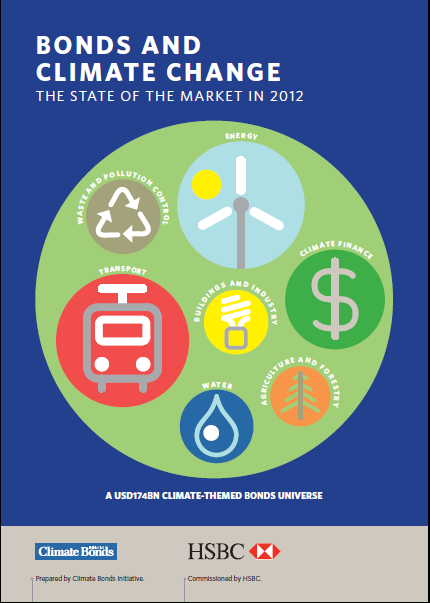 BONDS AND
CLIMATE CHANGE
THE STATE OF THE MARKET IN 2012
ENERGY
WASTE AND POLLUTION CONTROL
CLIMATE FINANCE
TRANSPORT
BUILDINGS AND INDUSTRY
AGRICULTURE AND FORESTRY
WATER
A USD174BN CLIMATE-THEMED BONDS UNIVERSE
Climate Bonds
HSBC
Prepared by Climate Bonds Initiative.
Commissioned by HSBC.